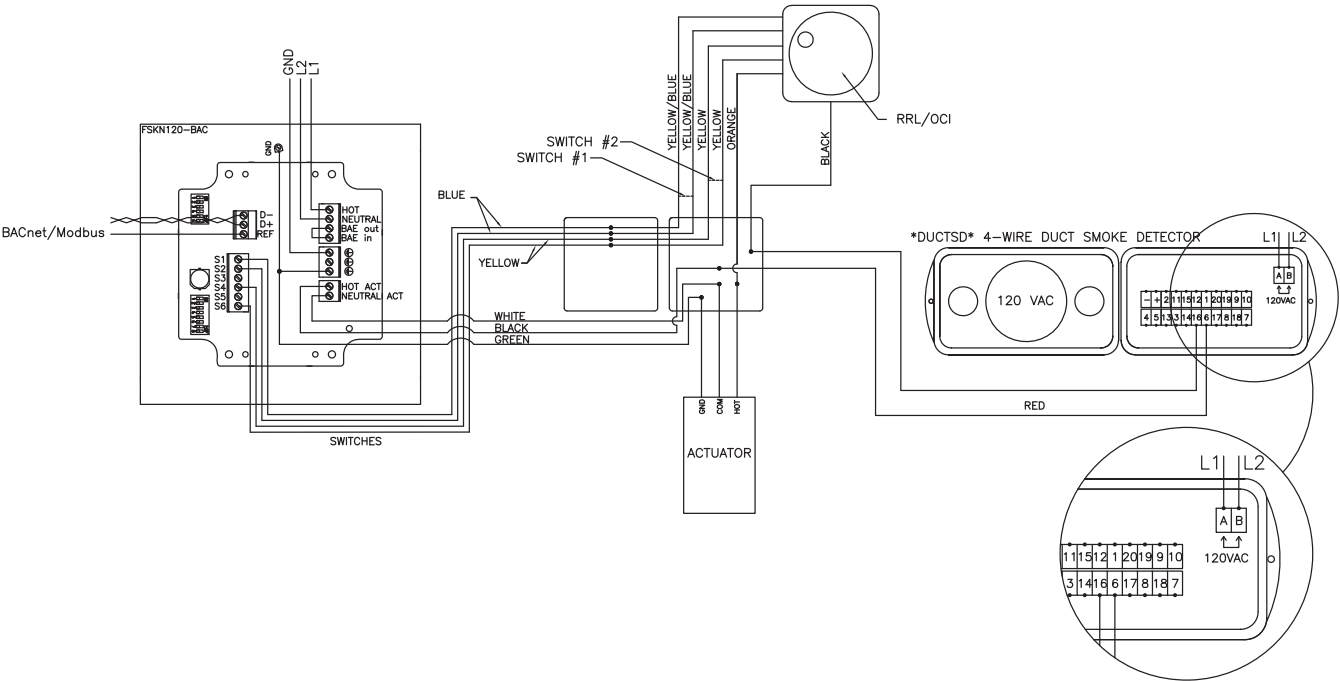 GND
L2
L1
FSKN120-BAC
GND
D-
D+
REF
BACnet/Modbus
HOT
NEUTRAL
BAE out
BAE in
S1
S2
S3
S4
S5
S6
HOT ACT
NEUTRAL ACT
BLUE
YELLOW
WHITE
BLACK
GREEN
SWITCHES
SWITCH #2
SWITCH #1
YELLOW/BLUE
YELLOW/BLUE
YELLOW
YELLOW
ORANGE
BLACK
RRL/OCI
GND
COM
HOT
ACTUATOR
*DUCTSD* 4-WIRE DUCT SMOKE DETECTOR
120 VAC
L1 L2
A B
120VAC
- + 2 11 15 12 1 20 19 9 10
4 5 13 3 14 16 6 17 8 18 7
RED
L1 L2
A B
120VAC
11 15 12 1 20 19 9 10
3 14 16 6 17 8 18 7